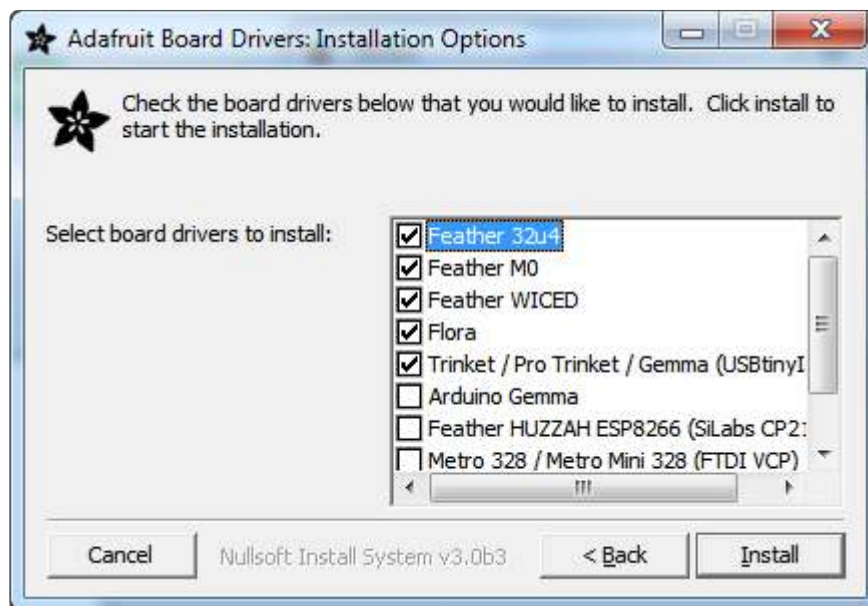 Adafruit Board Drivers: Installation Options
Check the board drivers below that you would like to install. Click install to
start the installation.
Select board drivers to install:
Feather 32u4
Feather M0
Feather WICED
Flora
Trinket / Pro Trinket / Gemma (USBtinyI
Arduino Gemma
Feather HUZZAH ESP8266 (SiLabs CP21
Metro 328 / Metro Mini 328 (FTDI VCP)
Cancel
Nullsoft Install System v3.0b3
< Back
Install